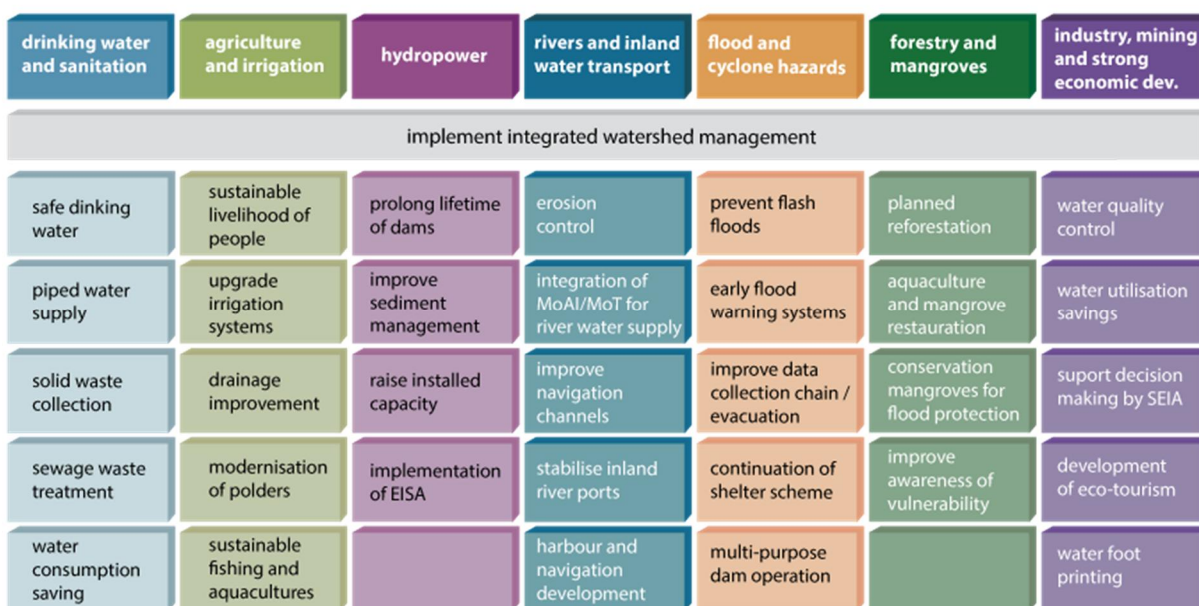 drinking water
and sanitation
agriculture
and irrigation
hydropower
rivers and inland
water transport
flood and
cyclone hazards
forestry and
mangroves
industry, mining
and strong
economic dev.
implement integrated watershed management
safe dinking
water
sustainable
livelihood of
people
prolong lifetime
of dams
erosion
control
prevent flash
floods
planned
reforestation
water quality
control
piped water
supply
upgrade
irrigation
systems
improve
sediment
management
integration of
MoAI/MoT for
river water supply
early flood
warning systems
aquaculture
and mangrove
restauration
water utilisation
savings
solid waste
collection
drainage
improvement
raise installed
capacity
improve
navigation
channels
improve data
collection chain /
evacuation
conservation
mangroves for
flood protection
suport decision
making by SEIA
sewage waste
treatment
modernisation
of polders
implementation
of EISA
stabilise inland
river ports
continuation of
shelter scheme
improve
awareness of
vulnerability
development
of eco-tourism
water
consumption
saving
sustainable
fishing and
aquacultures
harbour and
navigation
development
multi-purpose
dam operation
water foot
printing